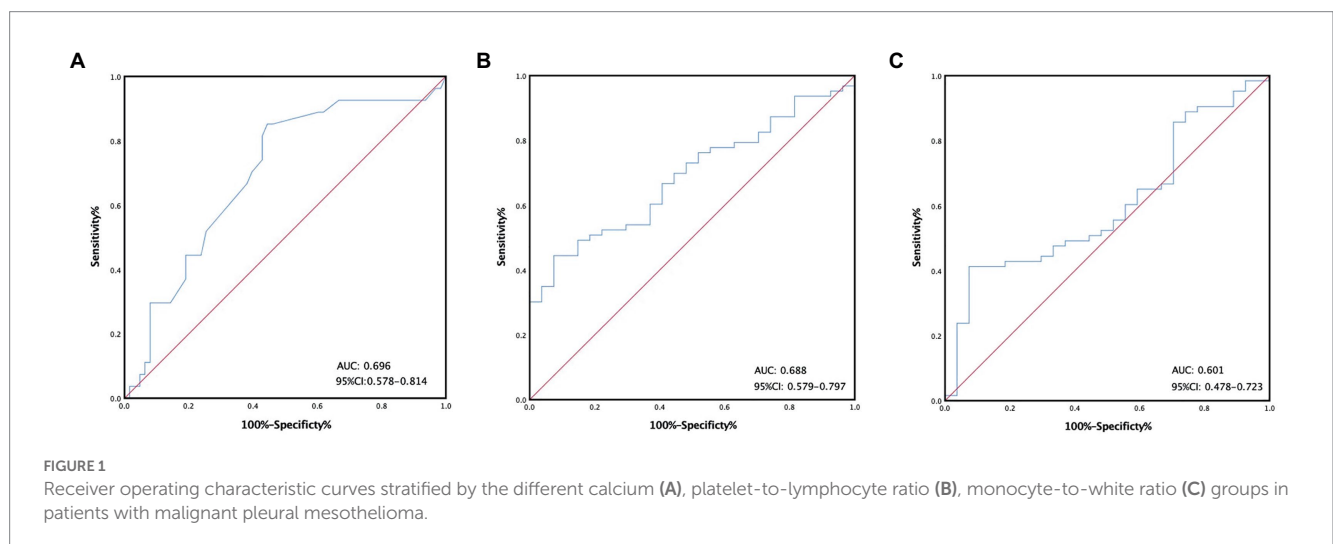 A
1.0
0.8
0.6
0.4
0.2
0.0
Sensitivity%
0.0 0.2 0.4 0.6 0.8 1.0
100%-Specificty%
AUC: 0.696
95%CI:0.578-0.814
B
1.0
0.8
0.6
0.4
0.2
0.0
Sensitivity%
0.0 0.2 0.4 0.6 0.8 1.0
100%-Specificty%
AUC: 0.688
95%CI: 0.579-0.797
C
1.0
0.8
0.6
0.4
0.2
0.0
Sensitivity%
0.0 0.2 0.4 0.6 0.8 1.0
100%-Specificty%
AUC: 0.601
95%CI: 0.478-0.723
FIGURE 1
Receiver operating characteristic curves stratified by the different calcium (A), platelet-to-lymphocyte ratio (B), monocyte-to-white ratio (C) groups in
patients with malignant pleural mesothelioma.